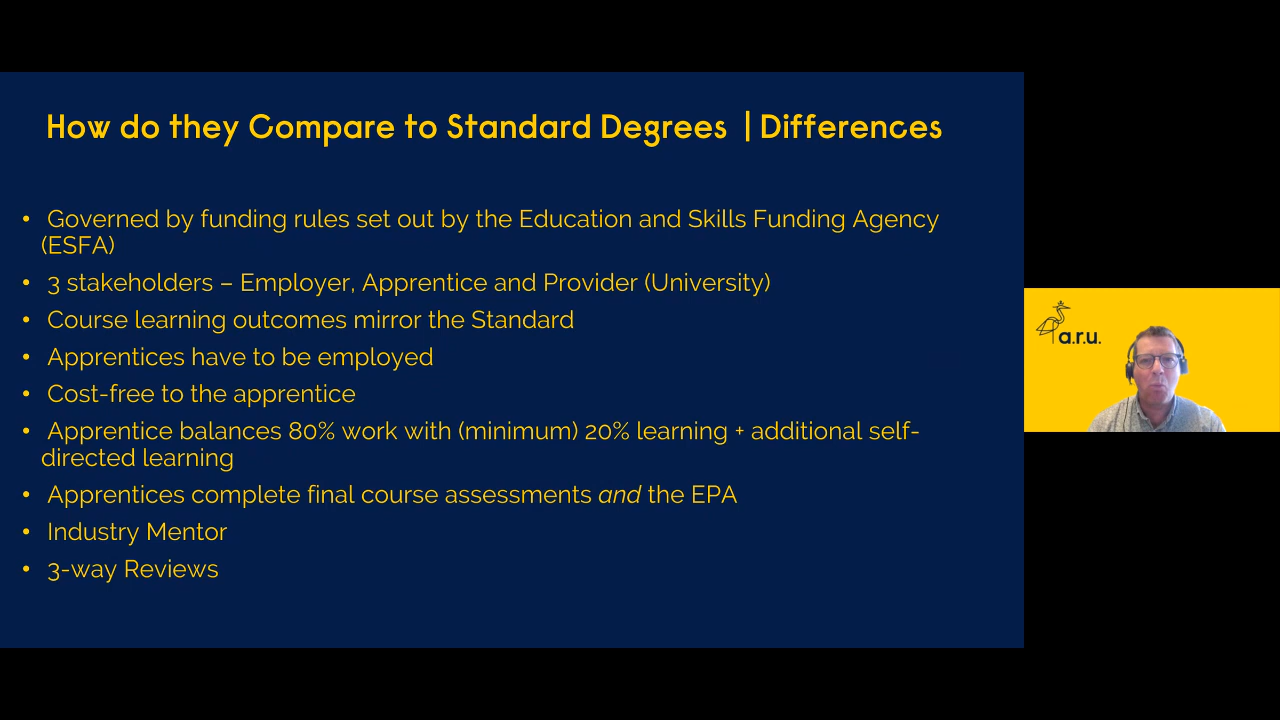 How do they Compare to Standard Degrees | Differences
• Governed by funding rules set out by the Education and Skills Funding Agency
(ESFA)
• 3 stakeholders – Employer, Apprentice and Provider (University)
• Course learning outcomes mirror the Standard
• Apprentices have to be employed
• Cost-free to the apprentice
• Apprentice balances 80% work with (minimum) 20% learning + additional self-
directed learning
• Apprentices complete final course assessments and the EPA
• Industry Mentor
• 3-way Reviews
a.r.u.